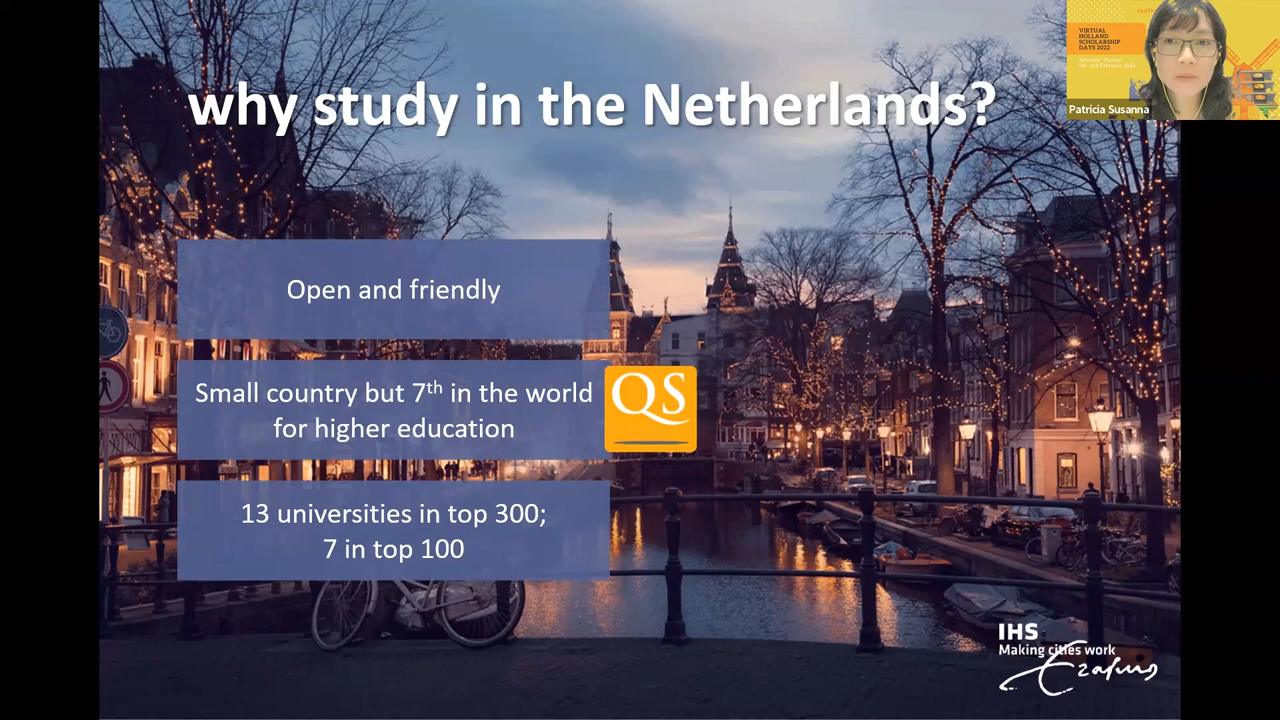 why study in the Netherlands?
VIRTUAL
HOLLAND
SCHOLARSHIP
DAYS 2022
Patricia Susanna
Open and friendly
Small country but 7th in the world
for higher education
QS
13 universities in top 300;
7 in top 100
IHS
Making cities work
Erasmus